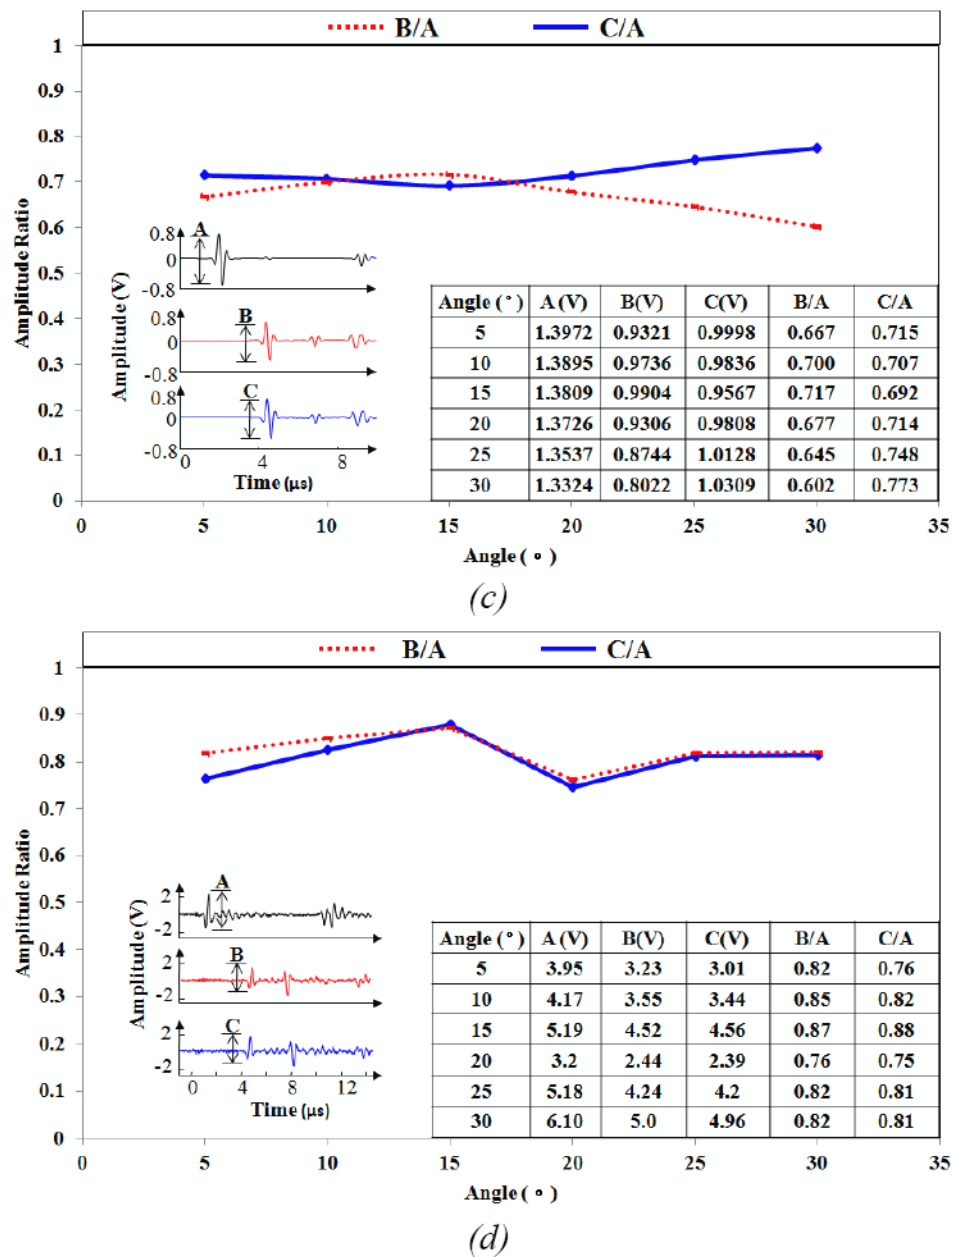 B/A C/A
1
0.9
0.8
0.7
0.6
0.5
0.4
0.3
0.2
0.1
0
Amplitude Ratio
A
0.8
0
-0.8
B
0.8
0
-0.8
C
0.8
0
-0.8
Amplitude (V)
0 4 8
Time (μs)
Angle (°) A (V) B(V) C(V) B/A C/A
5 1.3972 0.9321 0.9998 0.667 0.715
10 1.3895 0.9736 0.9836 0.700 0.707
15 1.3809 0.9904 0.9567 0.717 0.692
20 1.3726 0.9306 0.9808 0.677 0.714
25 1.3537 0.8744 1.0128 0.645 0.748
30 1.3324 0.8022 1.0309 0.602 0.773
0 5 10 15 20 25 30 35
Angle ( ° )
(c)
B/A C/A
1
0.9
0.8
0.7
0.6
0.5
0.4
0.3
0.2
0.1
0
Amplitude Ratio
A
2
-2
B
2
-2
C
2
-2
Amplitude (V)
0 4 8 12
Time (μs)
Angle (°) A (V) B(V) C(V) B/A C/A
5 3.95 3.23 3.01 0.82 0.76
10 4.17 3.55 3.44 0.85 0.82
15 5.19 4.52 4.56 0.87 0.88
20 3.2 2.44 2.39 0.76 0.75
25 5.18 4.24 4.2 0.82 0.81
30 6.10 5.0 4.96 0.82 0.81
0 5 10 15 20 25 30 35
Angle ( ° )
(d)